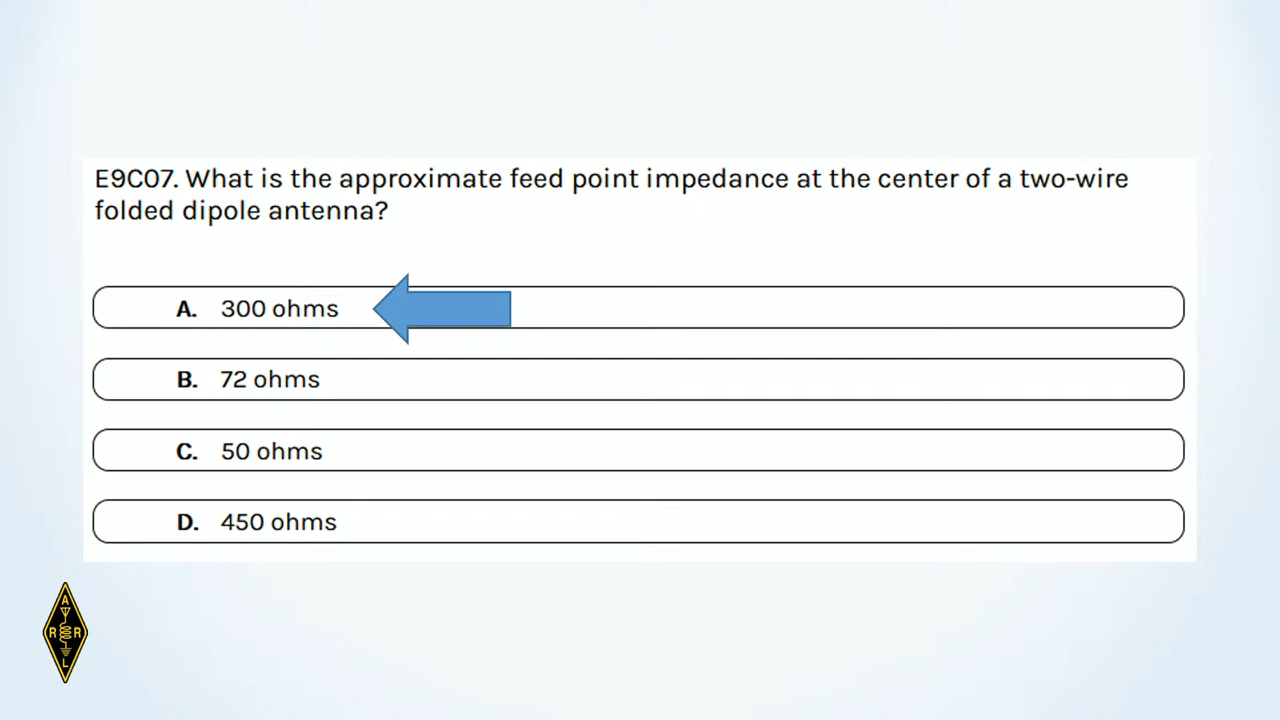 E9C07. What is the approximate feed point impedance at the center of a two-wire
folded dipole antenna?
A. 300 ohms
B. 72 ohms
C. 50 ohms
D. 450 ohms
A
R R
L